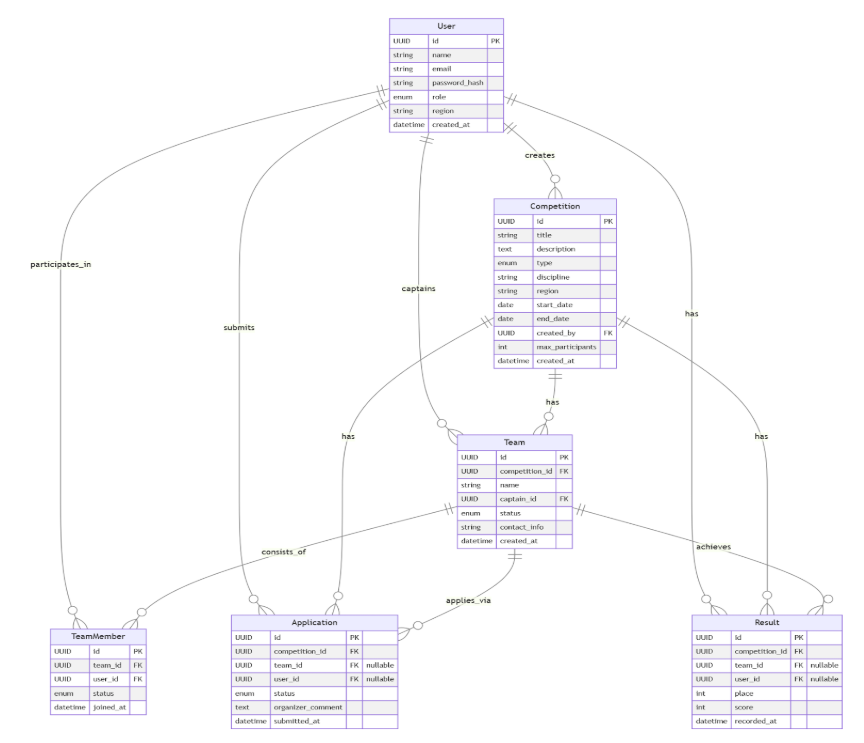 User
UUID id PK
string name
string email
string password_hash
enum role
string region
datetime created_at
creates
Competition
UUID id PK
string title
text description
enum type
string discipline
string region
date start_date
date end_date
UUID created_by FK
int max_participants
datetime created_at
participates_in
captains
has
submits
has
has
has
Team
UUID id PK
UUID competition_id FK
string name
UUID captain_id FK
enum status
string contact_info
datetime created_at
consists_of
achieves
applies_via
TeamMember
UUID id PK
UUID team_id FK
UUID user_id FK
enum status
datetime joined_at
Application
UUID id PK
UUID competition_id FK
UUID team_id FK nullable
UUID user_id FK nullable
enum status
text organizer_comment
datetime submitted_at
Result
UUID id PK
UUID competition_id FK
UUID team_id FK nullable
UUID user_id FK nullable
int place
int score
datetime recorded_at